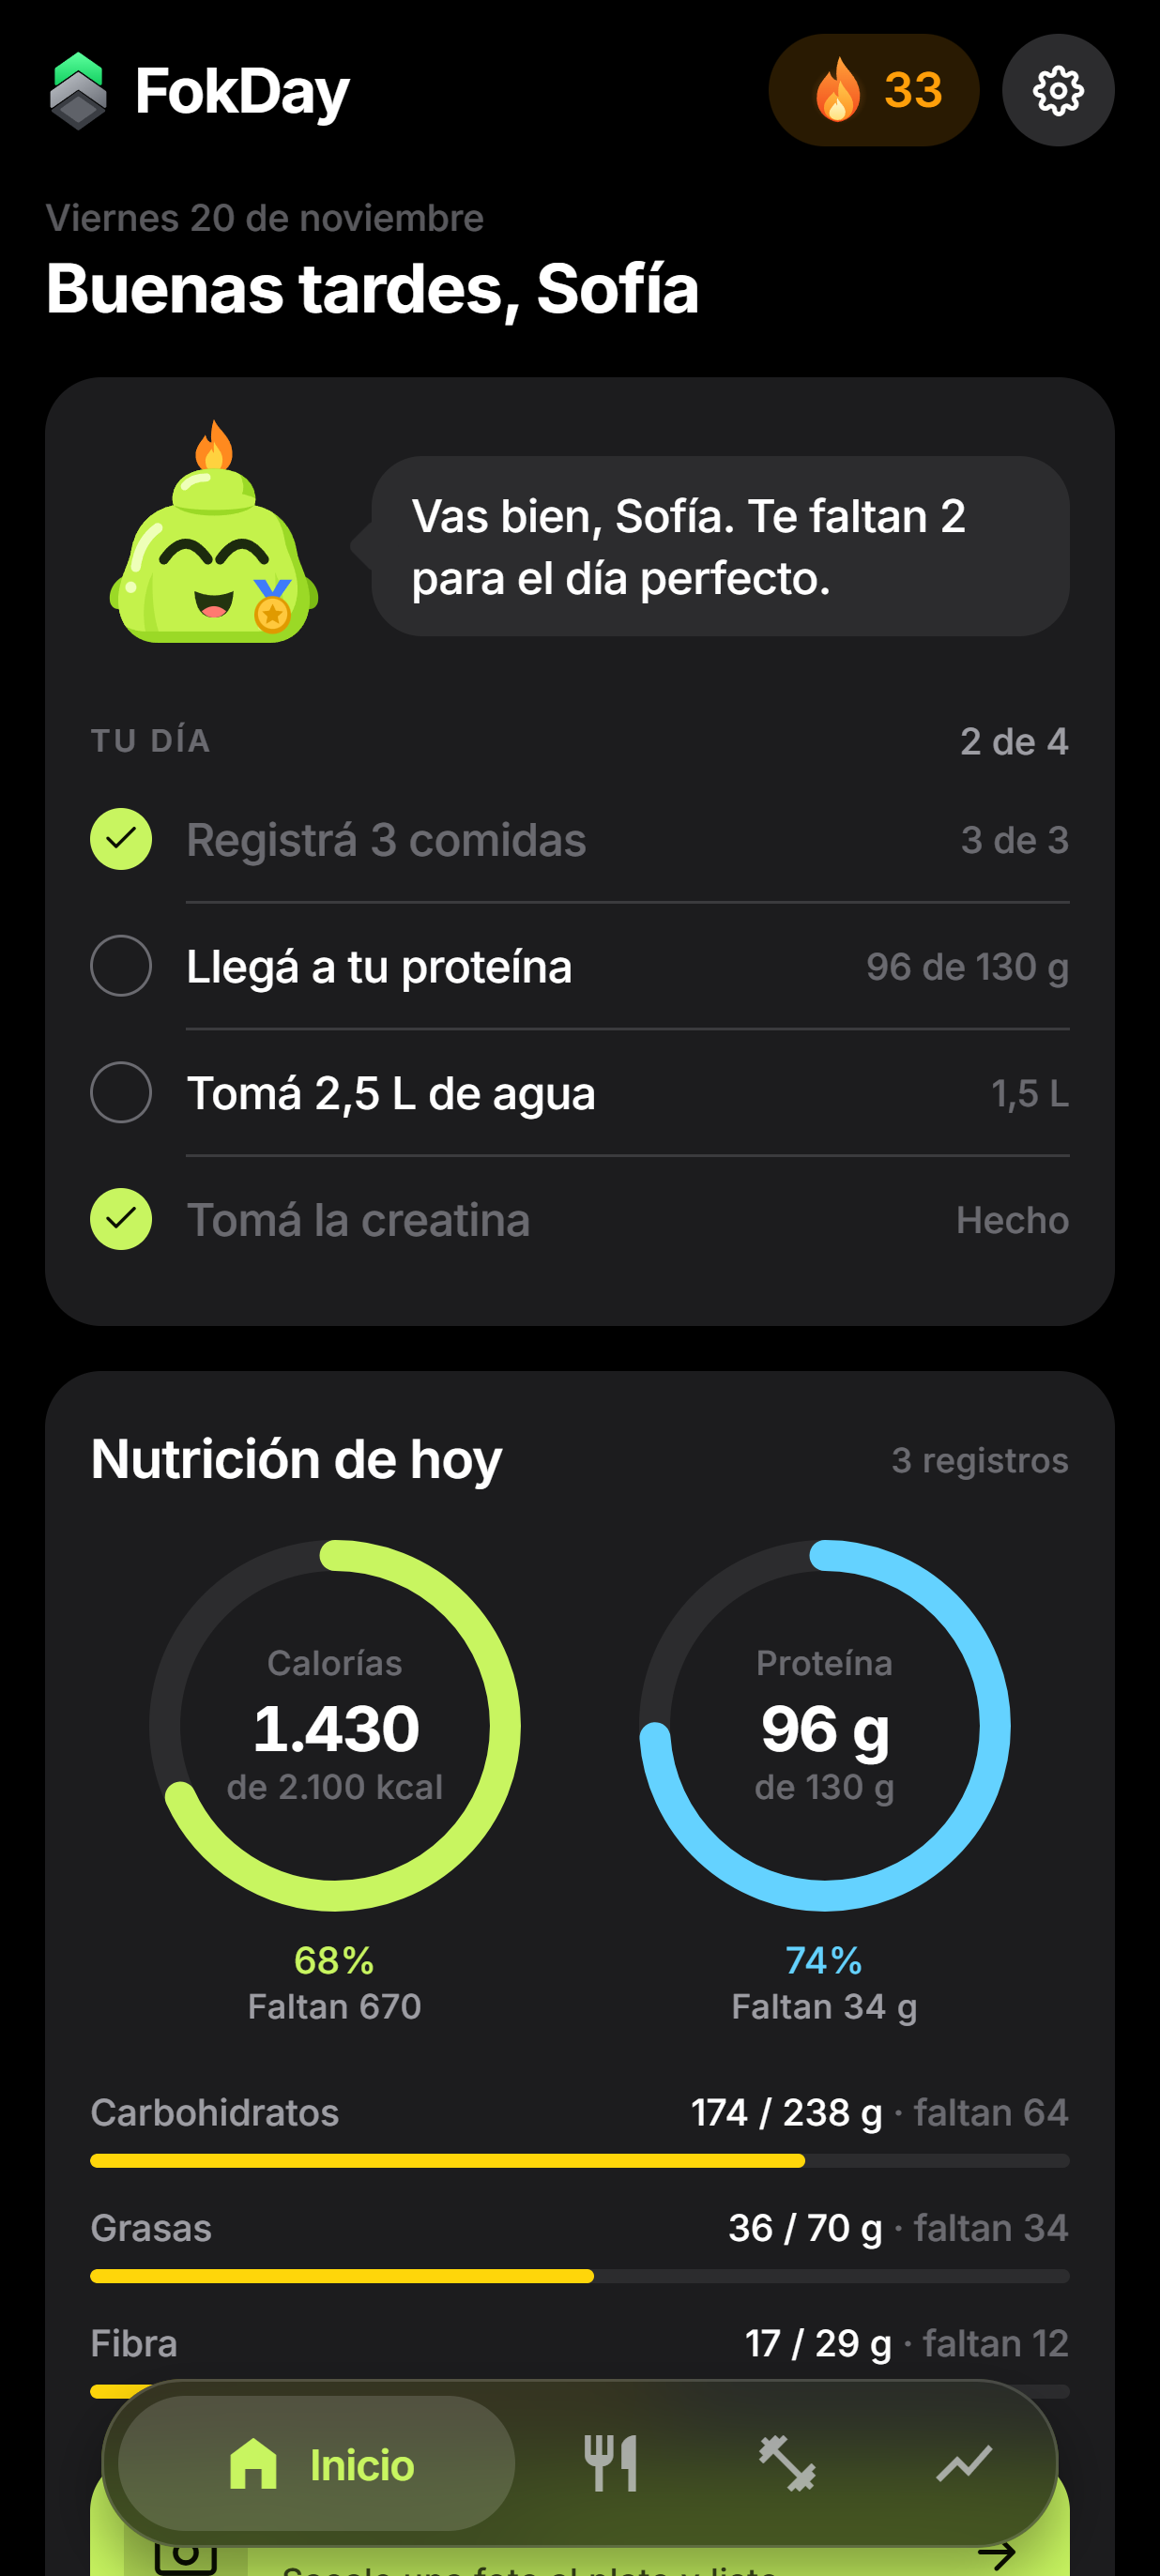 FokDay
33
Viernes 20 de noviembre
Buenas tardes, Sofía
Vas bien, Sofía. Te faltan 2
para el día perfecto.
TU DÍA
2 de 4
Registrá 3 comidas
3 de 3
Llegá a tu proteína
96 de 130 g
Tomá 2,5 L de agua
1,5 L
Tomá la creatina
Hecho
Nutrición de hoy
3 registros
Calorías
1.430
de 2.100 kcal
68%
Faltan 670
Proteína
96 g
de 130 g
74%
Faltan 34 g
Carbohidratos
174 / 238 g · faltan 64
Grasas
36 / 70 g · faltan 34
Fibra
17 / 29 g · faltan 12
Inicio